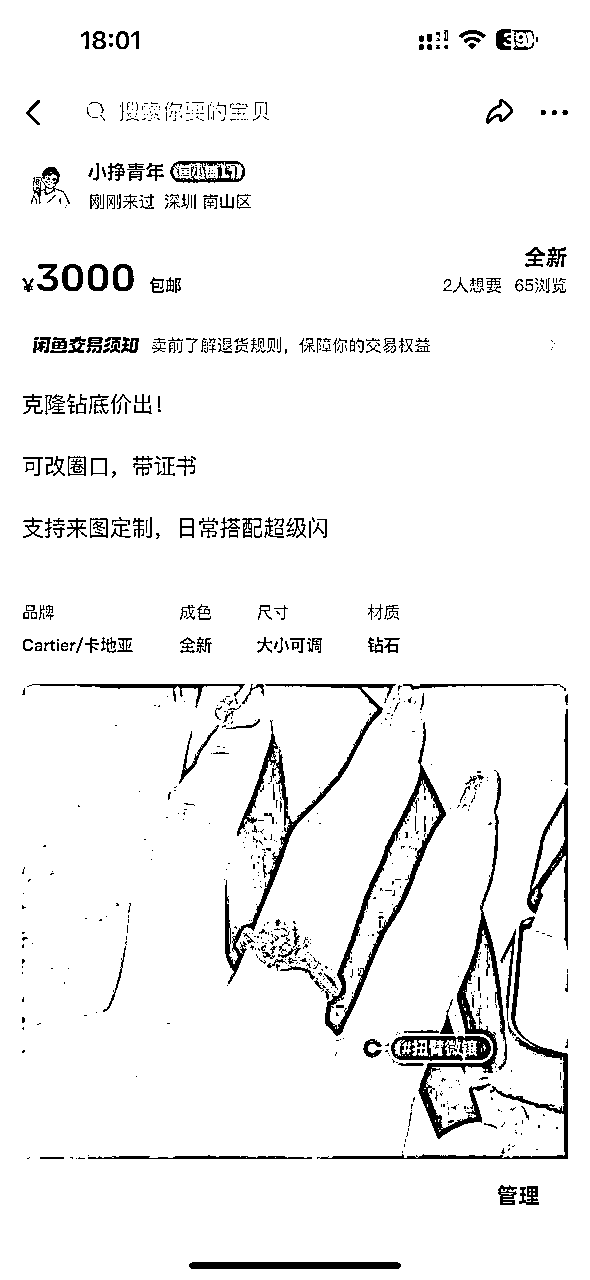 18:01
39
搜索你要的宝贝
小挣青年
刚刚来过 深圳 南山区
¥3000 包邮
全新
2人想要 65浏览
闲鱼交易须知 卖前了解退货规则，保障你的交易权益
克隆钻底价出！
可改圈口，带证书
支持来图定制，日常搭配超级闪
品牌 成色 尺寸 材质
Cartier/卡地亚 全新 大小可调 钻石
#扭臂微镶
管理